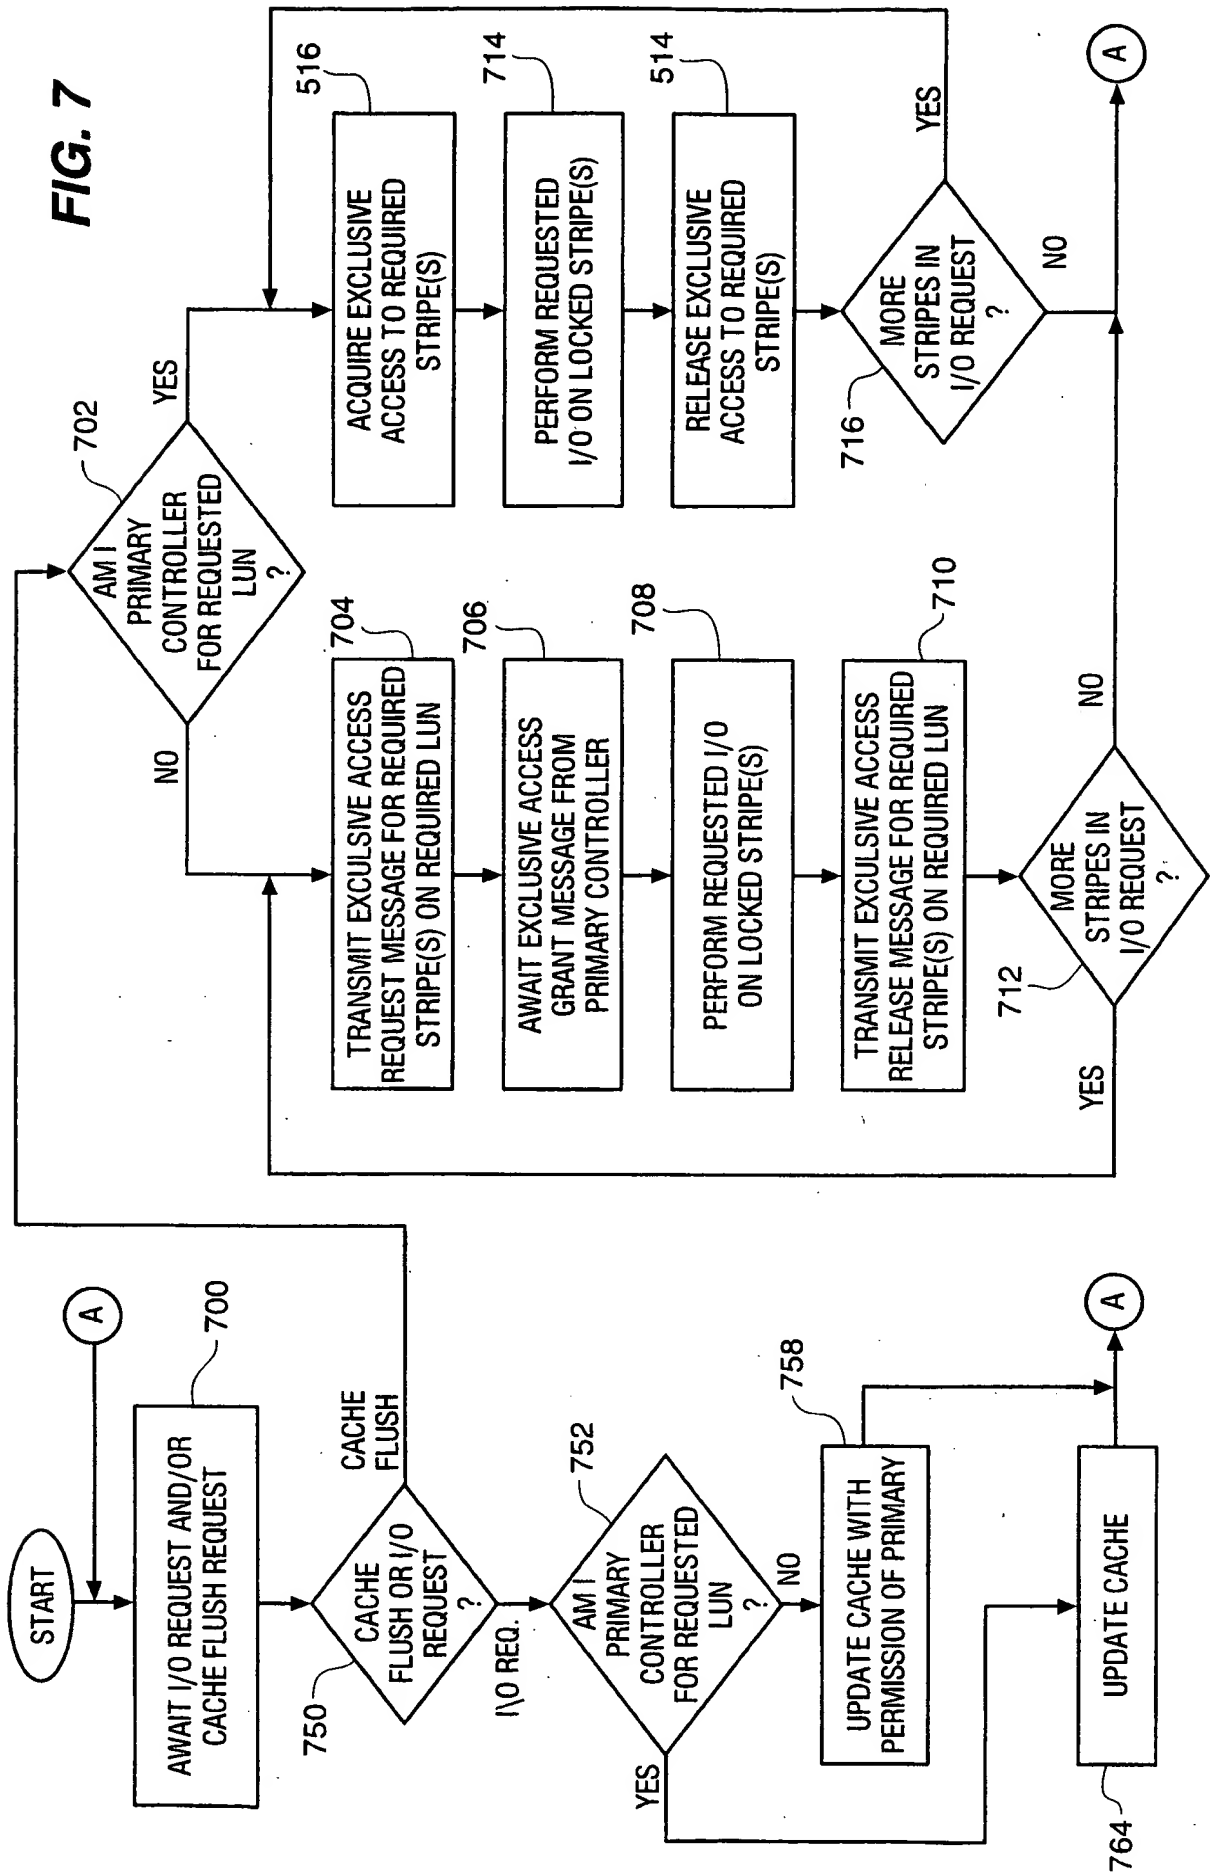 FIG. 7
START
A
AWAIT I/O REQUEST AND/OR
CACHE FLUSH REQUEST
700
CACHE
FLUSH OR I/O
REQUEST
?
750
CACHE
FLUSH
I\O REQ.
AM I
PRIMARY
CONTROLLER
FOR REQUESTED
LUN
?
752
NO
YES
UPDATE CACHE WITH
PERMISSION OF PRIMARY
758
UPDATE CACHE
764
A
AM I
PRIMARY
CONTROLLER
FOR REQUESTED
LUN
?
702
NO
YES
TRANSMIT EXCULSIVE ACCESS
REQUEST MESSAGE FOR REQUIRED
STRIPE(S) ON REQUIRED LUN
704
AWAIT EXCLUSIVE ACCESS
GRANT MESSAGE FROM
PRIMARY CONTROLLER
706
PERFORM REQUESTED I/O
ON LOCKED STRIPE(S)
708
TRANSMIT EXCULSIVE ACCESS
RELEASE MESSAGE FOR REQUIRED
STRIPE(S) ON REQUIRED LUN
710
MORE
STRIPES IN
I/O REQUEST
?
712
YES
NO
ACQUIRE EXCLUSIVE
ACCESS TO REQUIRED
STRIPE(S)
516
PERFORM REQUESTED
I/O ON LOCKED STRIPE(S)
714
RELEASE EXCLUSIVE
ACCESS TO REQUIRED
STRIPE(S)
514
MORE
STRIPES IN
I/O REQUEST
?
716
YES
NO
A